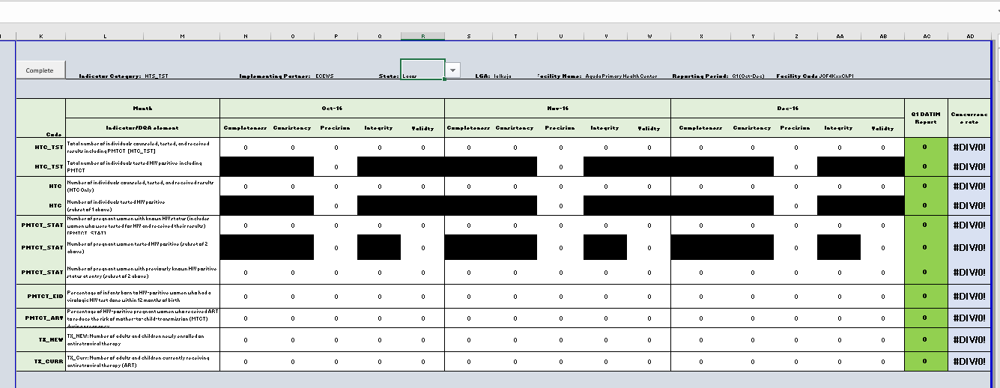 K L M N O P Q R S T U V W X Y Z AA AB AC AD
Complete
Indicator Category: HTS_TST Implementing Partner: ECEWS State: Lagos LGA: Ia Ikeja Facility Name: Aguda Primary Health Center Reporting Period: Q1 (Oct-Dec) Facility Code
Month Oct-16 Nov-16 Dec-16 Q1 DATIM Report Concurrenc e rate
Code Indicator/DQA element Completeness Consistency Precision Integrity Validity Completeness Consistency Precision Integrity Validity Completeness Consistency Precision Integrity Validity
HTC_TST Total number of individuals counseled, tested, and received
results including PMTCT [HTC_TST] 0 0 0 0 0 0 0 0 0 0 0 0 0 0 0 0 #DIV/0!
HTC_TST Total number of individuals tested HIV positive including
PMTCT 0 0 0 0 #DIV/0!
HTC Number of individuals counseled, tested, and received results
(HTC Only) 0 0 0 0 0 0 0 0 0 0 0 0 0 0 0 0 #DIV/0!
HTC Number of individuals tested HIV positive
(subset of 1 above) 0 0 0 0 #DIV/0!
PMTCT_STAT Number of pregnant women with known HIV status (includes
women who were tested for HIV and received their results)
[PMTCT_STAT] 0 0 0 0 0 0 0 0 0 0 0 0 0 0 0 0 #DIV/0!
PMTCT_STAT Number of pregnant women tested HIV positive (subset of 2
above) 0 0 0 0 0 0 0 #DIV/0!
PMTCT_STAT Number of pregnant women with previously known HIV positive
status at entry (subset of 2 above) 0 0 0 0 0 0 0 0 0 0 0 0 0 0 0 0 #DIV/0!
PMTCT_EID Percentage of infants born to HIV-positive women who had a
virologic HIV test done within 12 months of birth 0 0 0 0 0 0 0 0 0 0 0 0 0 0 0 0 #DIV/0!
PMTCT_ART Percentage of HIV-positive pregnant women who received ART
to reduce the risk of mother-to-child-transmission (MTCT)
during pregnancy 0 0 0 0 0 0 0 0 0 0 0 0 0 0 0 0 #DIV/0!
TX_NEW TX_NEW: Number of adults and children newly enrolled on
antiretroviral therapy 0 0 0 0 0 0 0 0 0 0 0 0 0 0 0 0 #DIV/0!
TX_CURR TX_Curr: Number of adults and children currently receiving
antiretroviral therapy (ART) 0 0 0 0 0 0 0 0 0 0 0 0 0 0 0 0 #DIV/0!